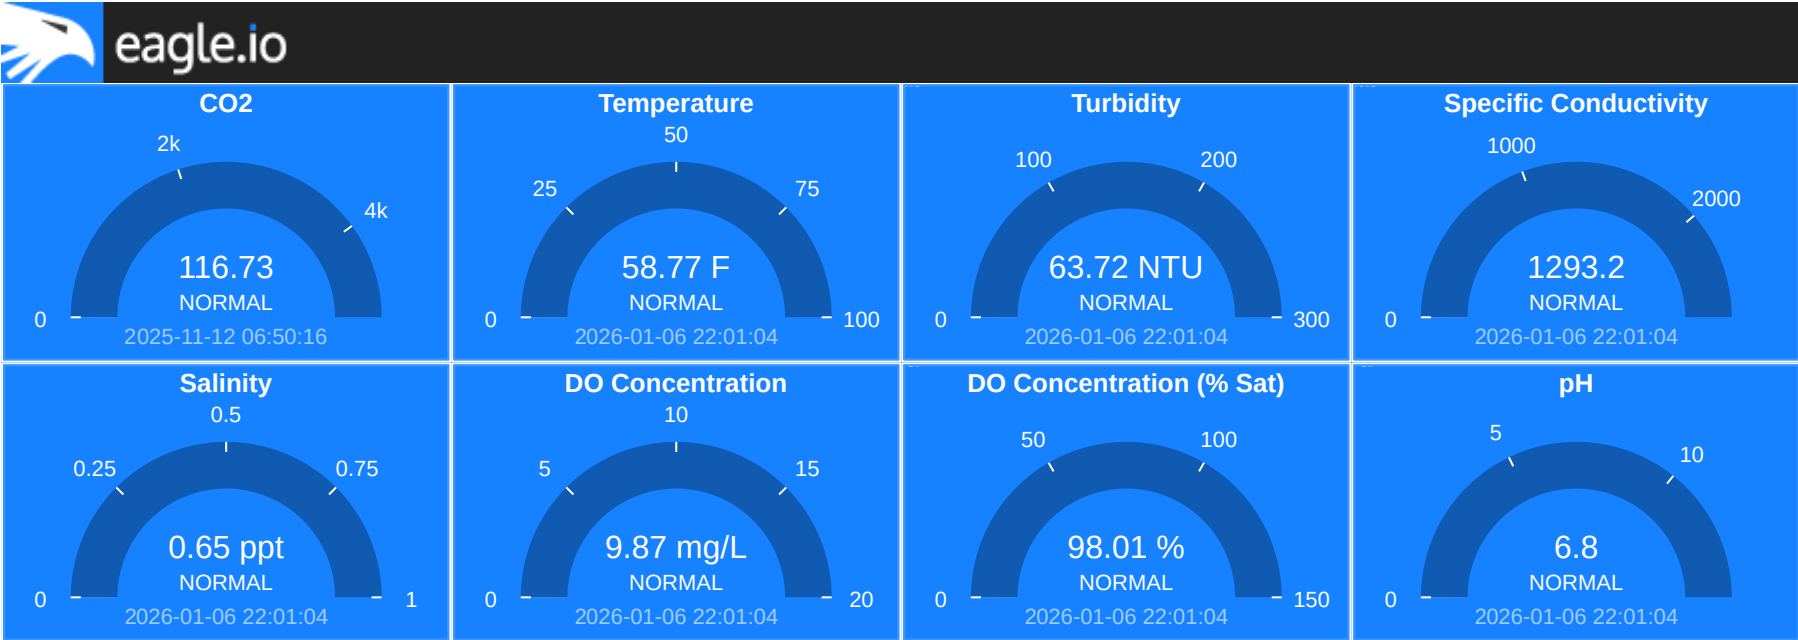 eagle.io
CO2
2k
4k
0
116.73
NORMAL
2025-11-12 06:50:16
Temperature
50
25
75
0
100
58.77 F
NORMAL
2026-01-06 22:01:04
Turbidity
100
200
0
300
63.72 NTU
NORMAL
2026-01-06 22:01:04
Specific Conductivity
1000
2000
0
1293.2
NORMAL
2026-01-06 22:01:04
Salinity
0.5
0.25
0.75
0
1
0.65 ppt
NORMAL
2026-01-06 22:01:04
DO Concentration
10
5
15
0
20
9.87 mg/L
NORMAL
2026-01-06 22:01:04
DO Concentration (% Sat)
50
100
0
150
98.01 %
NORMAL
2026-01-06 22:01:04
pH
5
10
0
6.8
NORMAL
2026-01-06 22:01:04